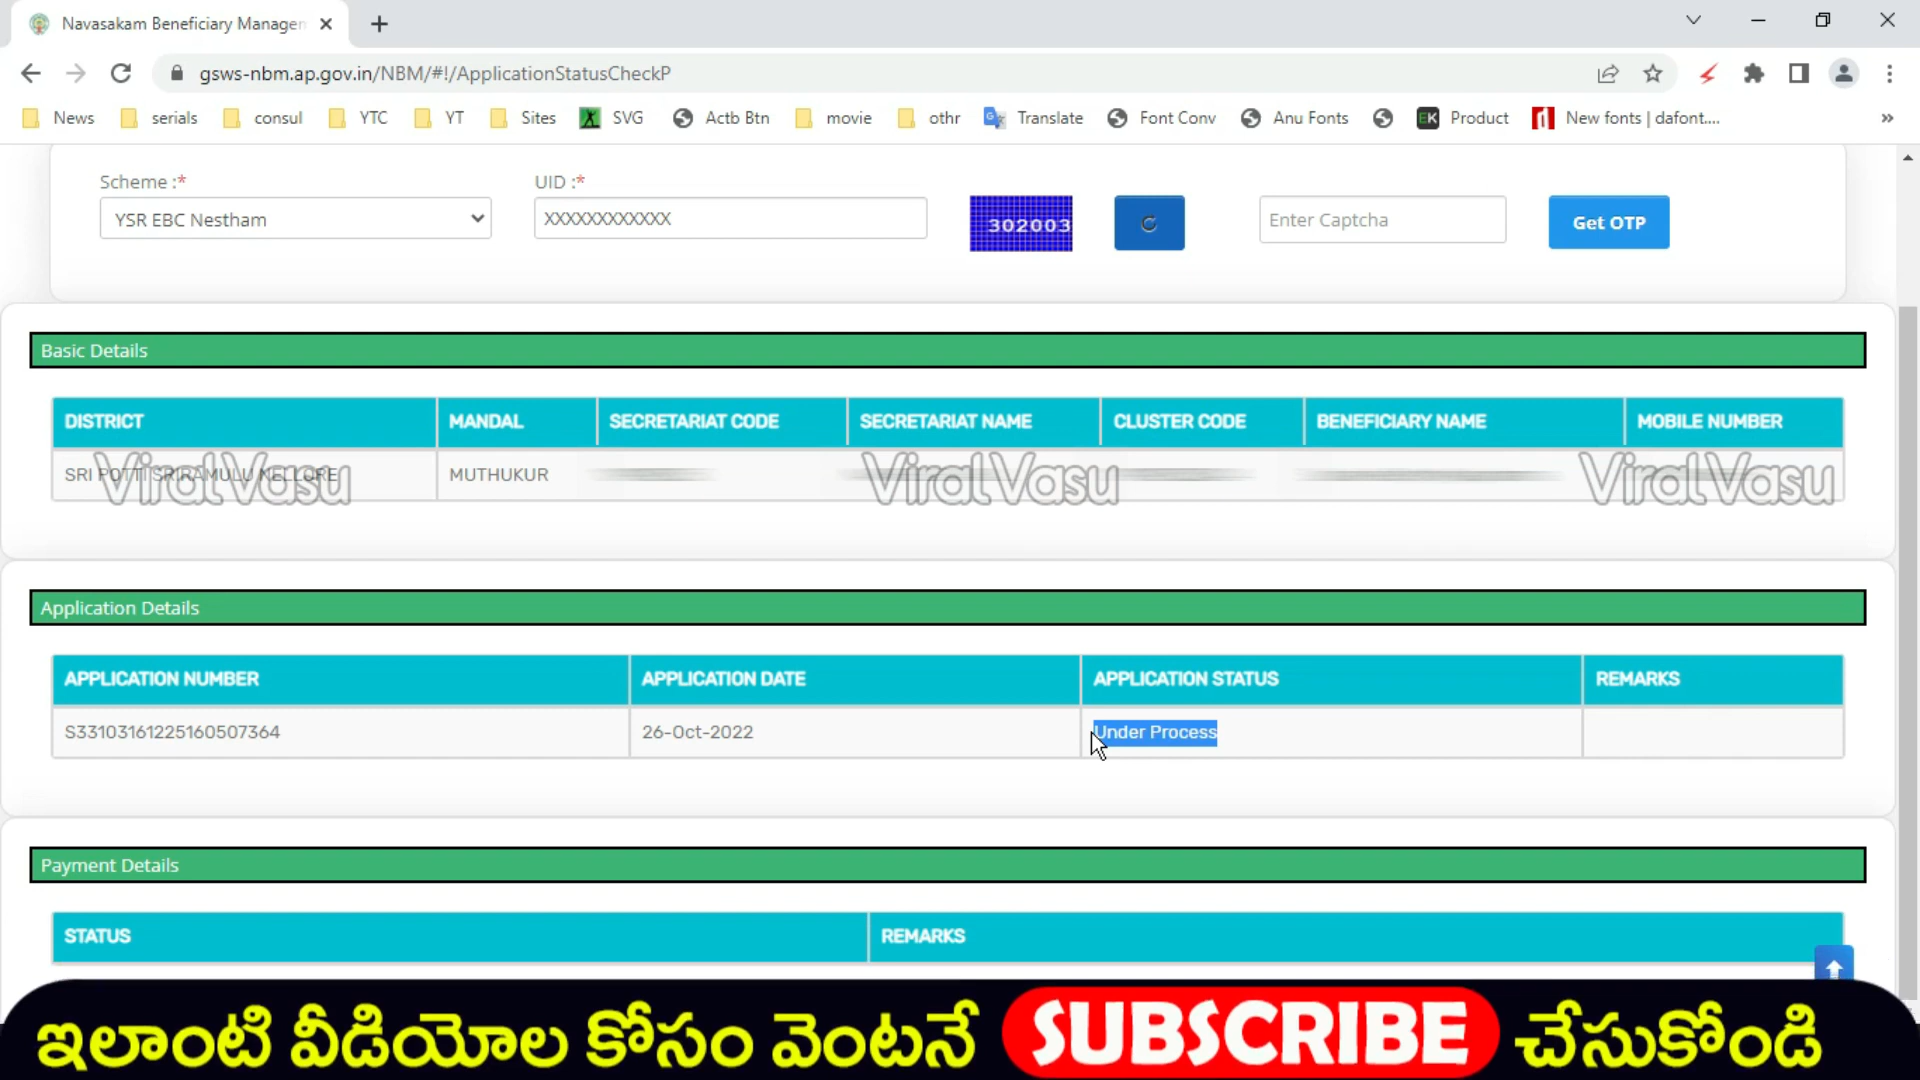 Navasakam Beneficiary Managem
gsws-nbm.ap.gov.in/NBM/#!/ApplicationStatusCheckP
News serials consul YTC YT Sites SVG Actb Btn movie othr Translate Font Conv Anu Fonts EK Product New fonts | dafont.... »
Scheme :* UID :*
YSR EBC Nestham XXXXXXXXXXXX 302003 Enter Captcha Get OTP
Basic Details
DISTRICT MANDAL SECRETARIAT CODE SECRETARIAT NAME CLUSTER CODE BENEFICIARY NAME MOBILE NUMBER
SRI POTTI SRIRAMULU NELLORE MUTHUKUR
ViralVasu ViralVasu ViralVasu
Application Details
APPLICATION NUMBER APPLICATION DATE APPLICATION STATUS REMARKS
S33103161225160507364 26-Oct-2022 Under Process
Payment Details
STATUS REMARKS
ఇలాంటి వీడియోల కోసం వెంటనే SUBSCRIBE చేసుకోండి